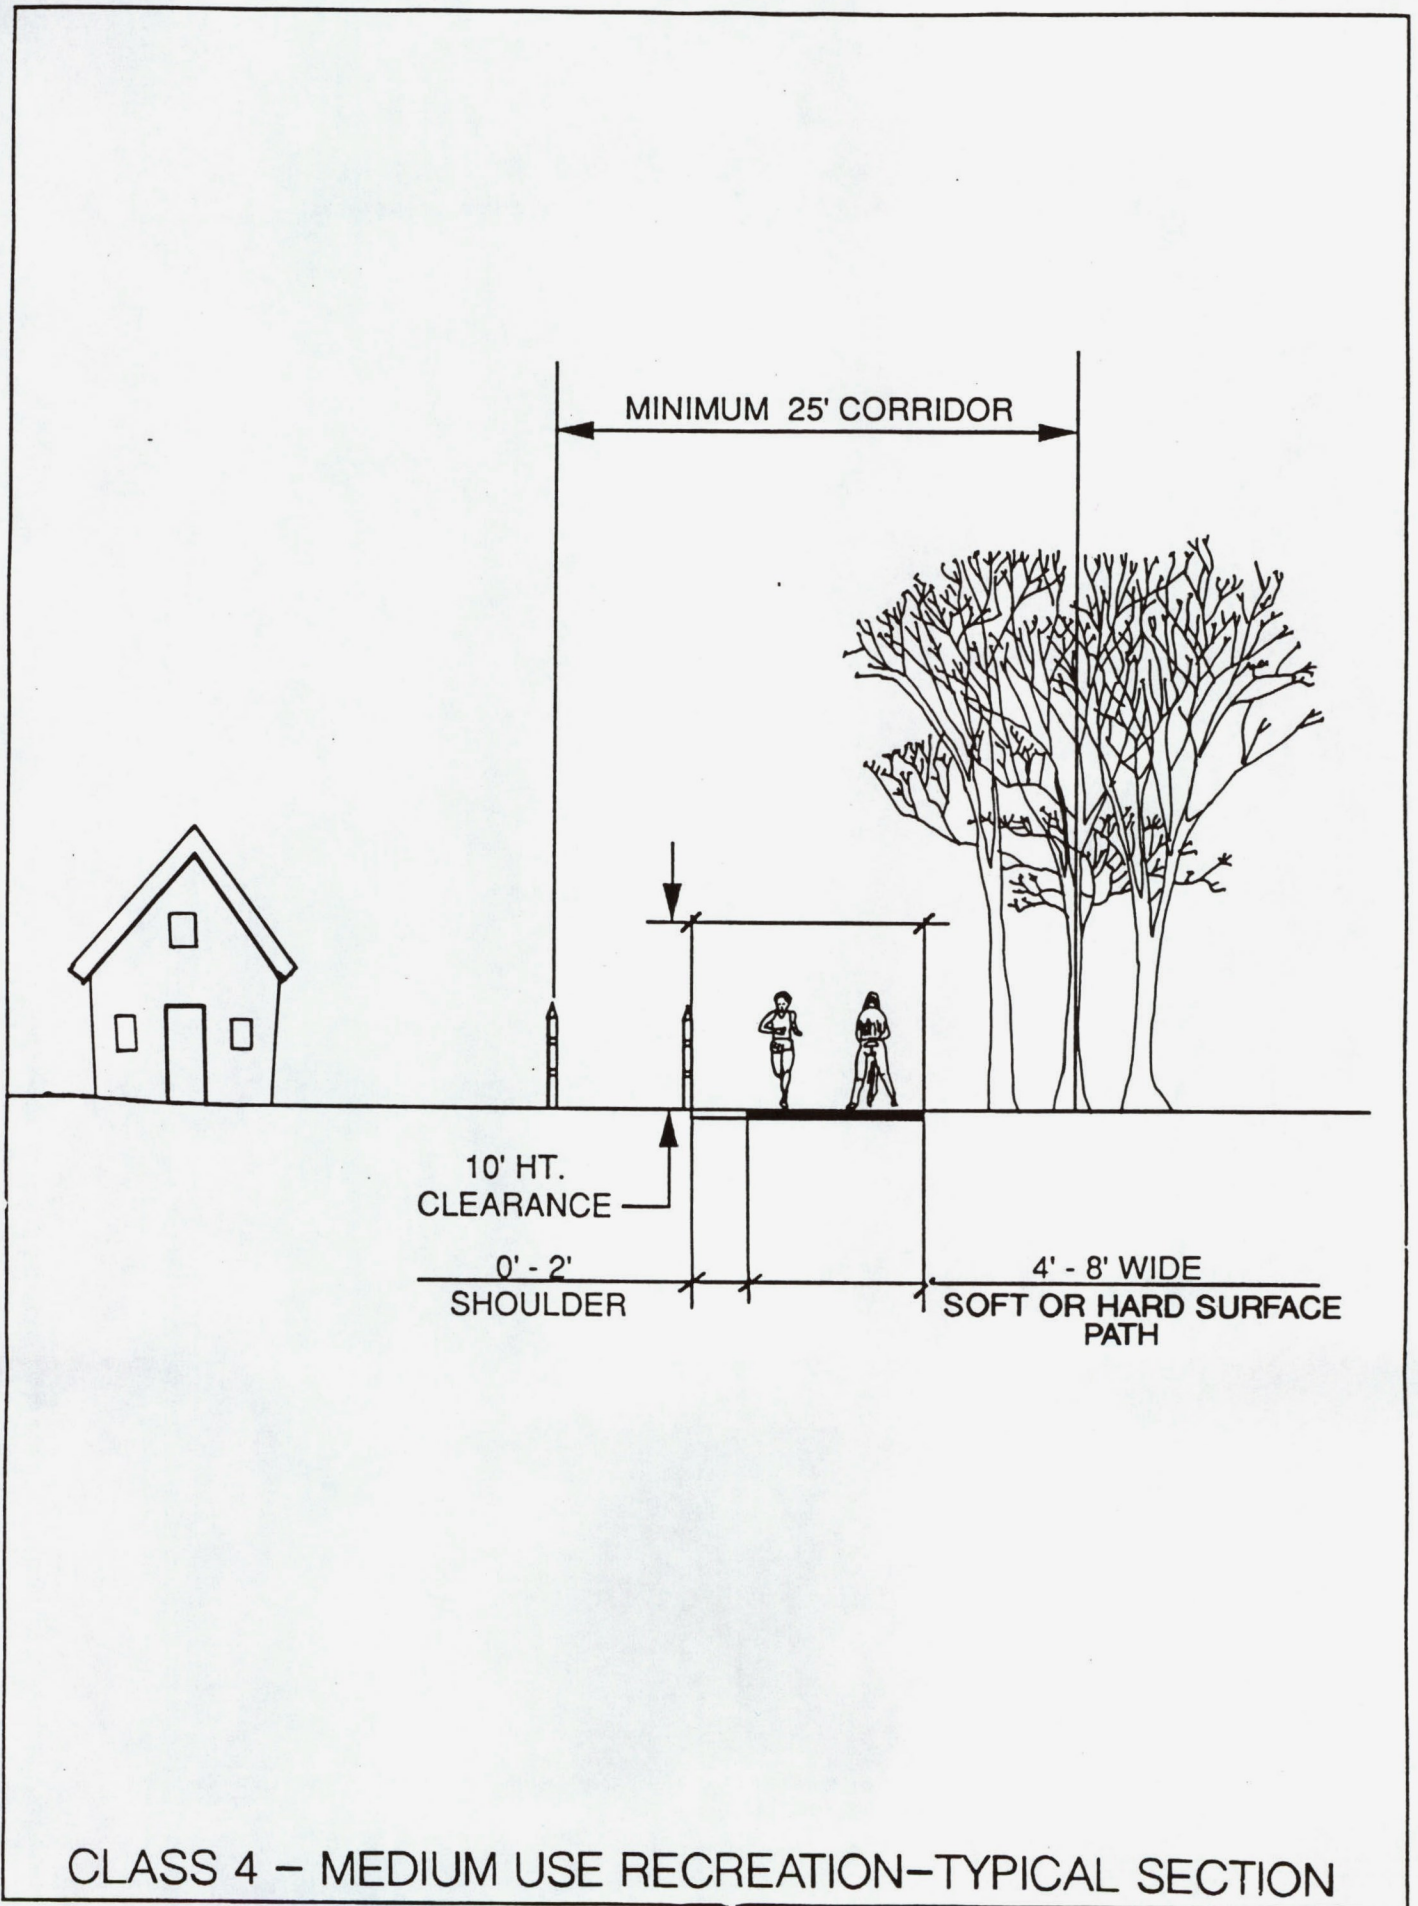 MINIMUM 25' CORRIDOR
10' HT.
CLEARANCE
0' - 2'
SHOULDER
4' - 8' WIDE
SOFT OR HARD SURFACE
PATH
CLASS 4 – MEDIUM USE RECREATION–TYPICAL SECTION